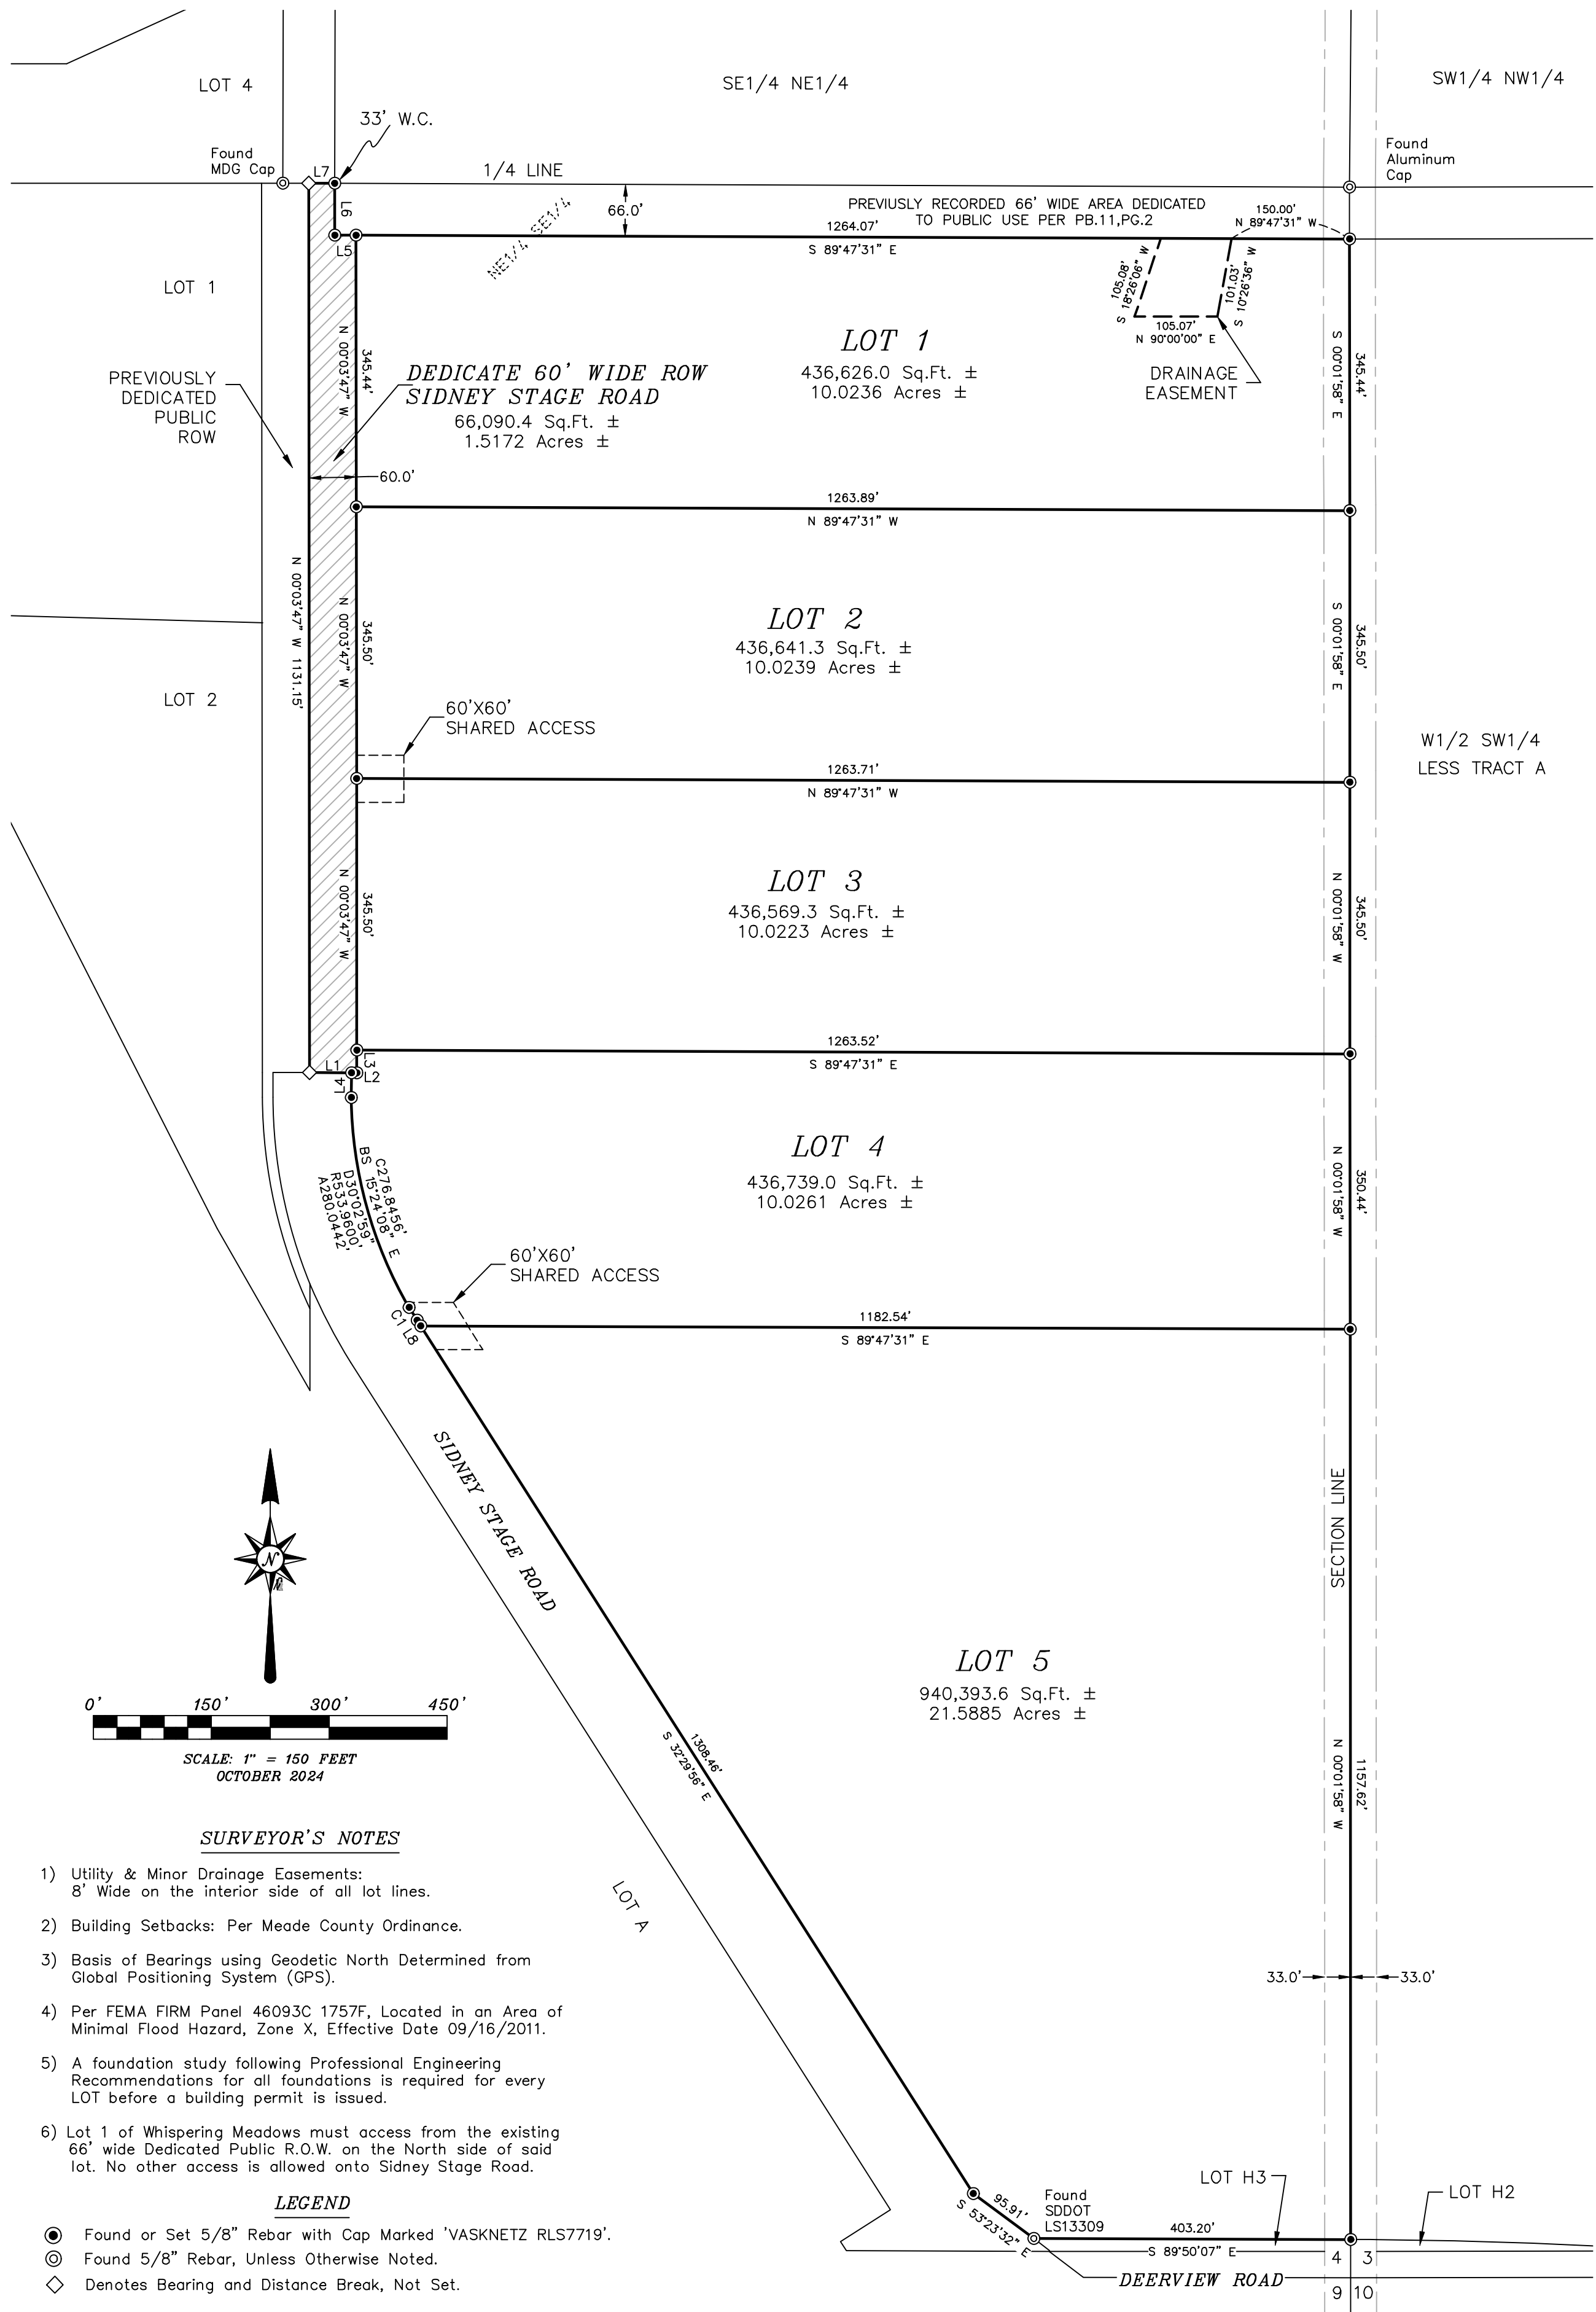 LOT 4
SE1/4 NE1/4
SW1/4 NW1/4
33' W.C.
Found
MDG Cap
L7
1/4 LINE
Found
Aluminum
Cap
L6
66.0'
PREVIUSLY RECORDED 66' WIDE AREA DEDICATED
TO PUBLIC USE PER PB.11,PG.2
150.00'
N 89°47'31" W
L5
NE1/4 SE1/4
1264.07'
S 89°47'31" E
105.08'
S 18°26'06" W
101.03'
S 10°26'36" W
105.07'
N 90°00'00" E
LOT 1
LOT 1
436,626.0 Sq.Ft. ±
10.0236 Acres ±
DRAINAGE
EASEMENT
N 00°03'47" W
345.44'
S 00°01'58" E
345.44'
PREVIOUSLY
DEDICATED
PUBLIC
ROW
DEDICATE 60' WIDE ROW
SIDNEY STAGE ROAD
66,090.4 Sq.Ft. ±
1.5172 Acres ±
60.0'
1263.89'
N 89°47'31" W
N 00°03'47" W 1131.15'
N 00°03'47" W
345.50'
LOT 2
436,641.3 Sq.Ft. ±
10.0239 Acres ±
S 00°01'58" E
345.50'
LOT 2
60'X60'
SHARED ACCESS
W1/2 SW1/4
LESS TRACT A
1263.71'
N 89°47'31" W
N 00°03'47" W
345.50'
LOT 3
436,569.3 Sq.Ft. ±
10.0223 Acres ±
N 00°01'58" W
345.50'
1263.52'
S 89°47'31" E
L3
L1
L2
L4
LOT 4
436,739.0 Sq.Ft. ±
10.0261 Acres ±
N 00°01'58" W
350.44'
C276.8456'
BS 15°24'08" E
D30°02'59"
R533.9600'
A280.0442'
60'X60'
SHARED ACCESS
C1
L8
1182.54'
S 89°47'31" E
SIDNEY STAGE ROAD
SECTION LINE
N
LOT 5
940,393.6 Sq.Ft. ±
21.5885 Acres ±
1308.46'
S 32°29'56" E
N 00°01'58" W
1157.62'
0' 150' 300' 450'
SCALE: 1" = 150 FEET
OCTOBER 2024
LOT A
SURVEYOR'S NOTES
1) Utility & Minor Drainage Easements:
8' Wide on the interior side of all lot lines.
2) Building Setbacks: Per Meade County Ordinance.
3) Basis of Bearings using Geodetic North Determined from
Global Positioning System (GPS).
4) Per FEMA FIRM Panel 46093C 1757F, Located in an Area of
Minimal Flood Hazard, Zone X, Effective Date 09/16/2011.
5) A foundation study following Professional Engineering
Recommendations for all foundations is required for every
LOT before a building permit is issued.
6) Lot 1 of Whispering Meadows must access from the existing
66' wide Dedicated Public R.O.W. on the North side of said
lot. No other access is allowed onto Sidney Stage Road.
33.0'
33.0'
LEGEND
Found or Set 5/8" Rebar with Cap Marked 'VASKNETZ RLS7719'.
Found 5/8" Rebar, Unless Otherwise Noted.
Denotes Bearing and Distance Break, Not Set.
95.91'
S 53°23'32" E
Found
SDDOT
LS13309
403.20'
S 89°50'07" E
LOT H3
LOT H2
4 3
DEERVIEW ROAD
9 10